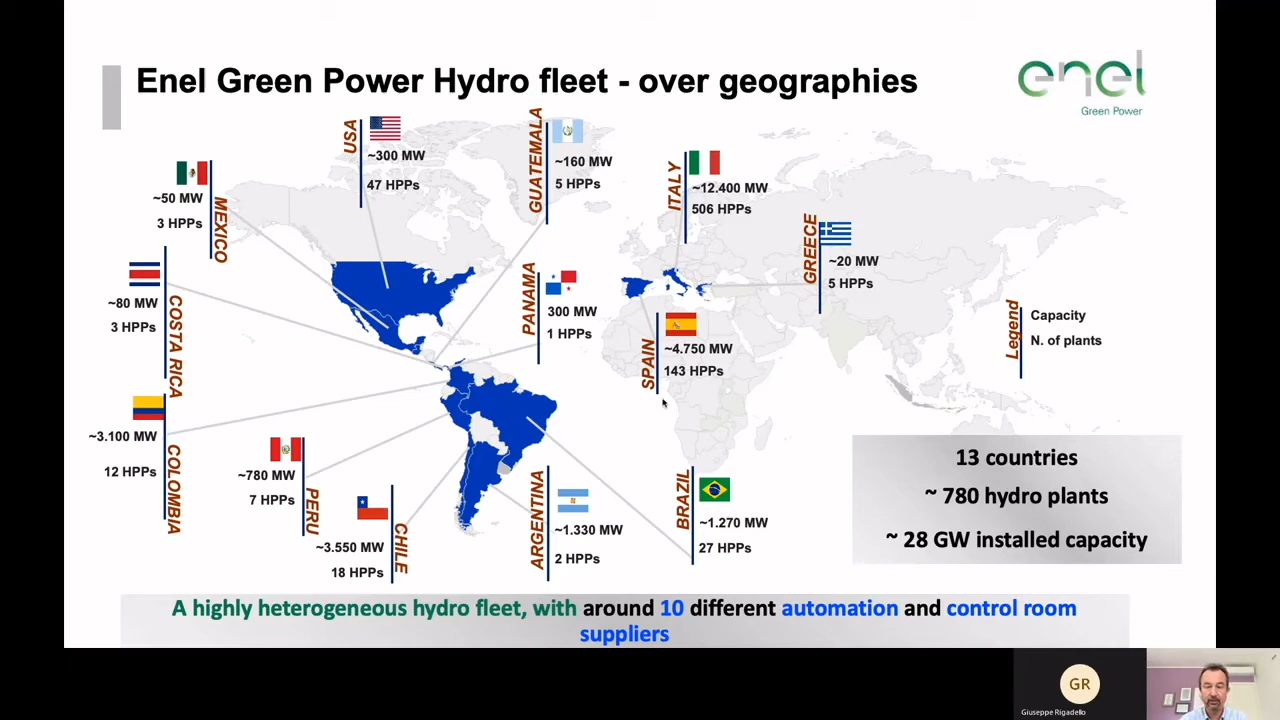 Enel Green Power Hydro fleet - over geographies
enel
Green Power
USA
~300 MW
47 HPPs
GUATEMALA
~160 MW
5 HPPs
ITALY
~12.400 MW
506 HPPs
MEXICO
~50 MW
3 HPPs
GREECE
~20 MW
5 HPPs
COSTA RICA
~80 MW
3 HPPs
PANAMA
300 MW
1 HPPs
SPAIN
~4.750 MW
143 HPPs
Legend
Capacity
N. of plants
COLOMBIA
~3.100 MW
12 HPPs
PERU
~780 MW
7 HPPs
CHILE
~3.550 MW
18 HPPs
ARGENTINA
~1.330 MW
2 HPPs
BRAZIL
~1.270 MW
27 HPPs
13 countries
~ 780 hydro plants
~ 28 GW installed capacity
A highly heterogeneous hydro fleet, with around 10 different automation and control room
suppliers
GR
Giuseppe Rigadello